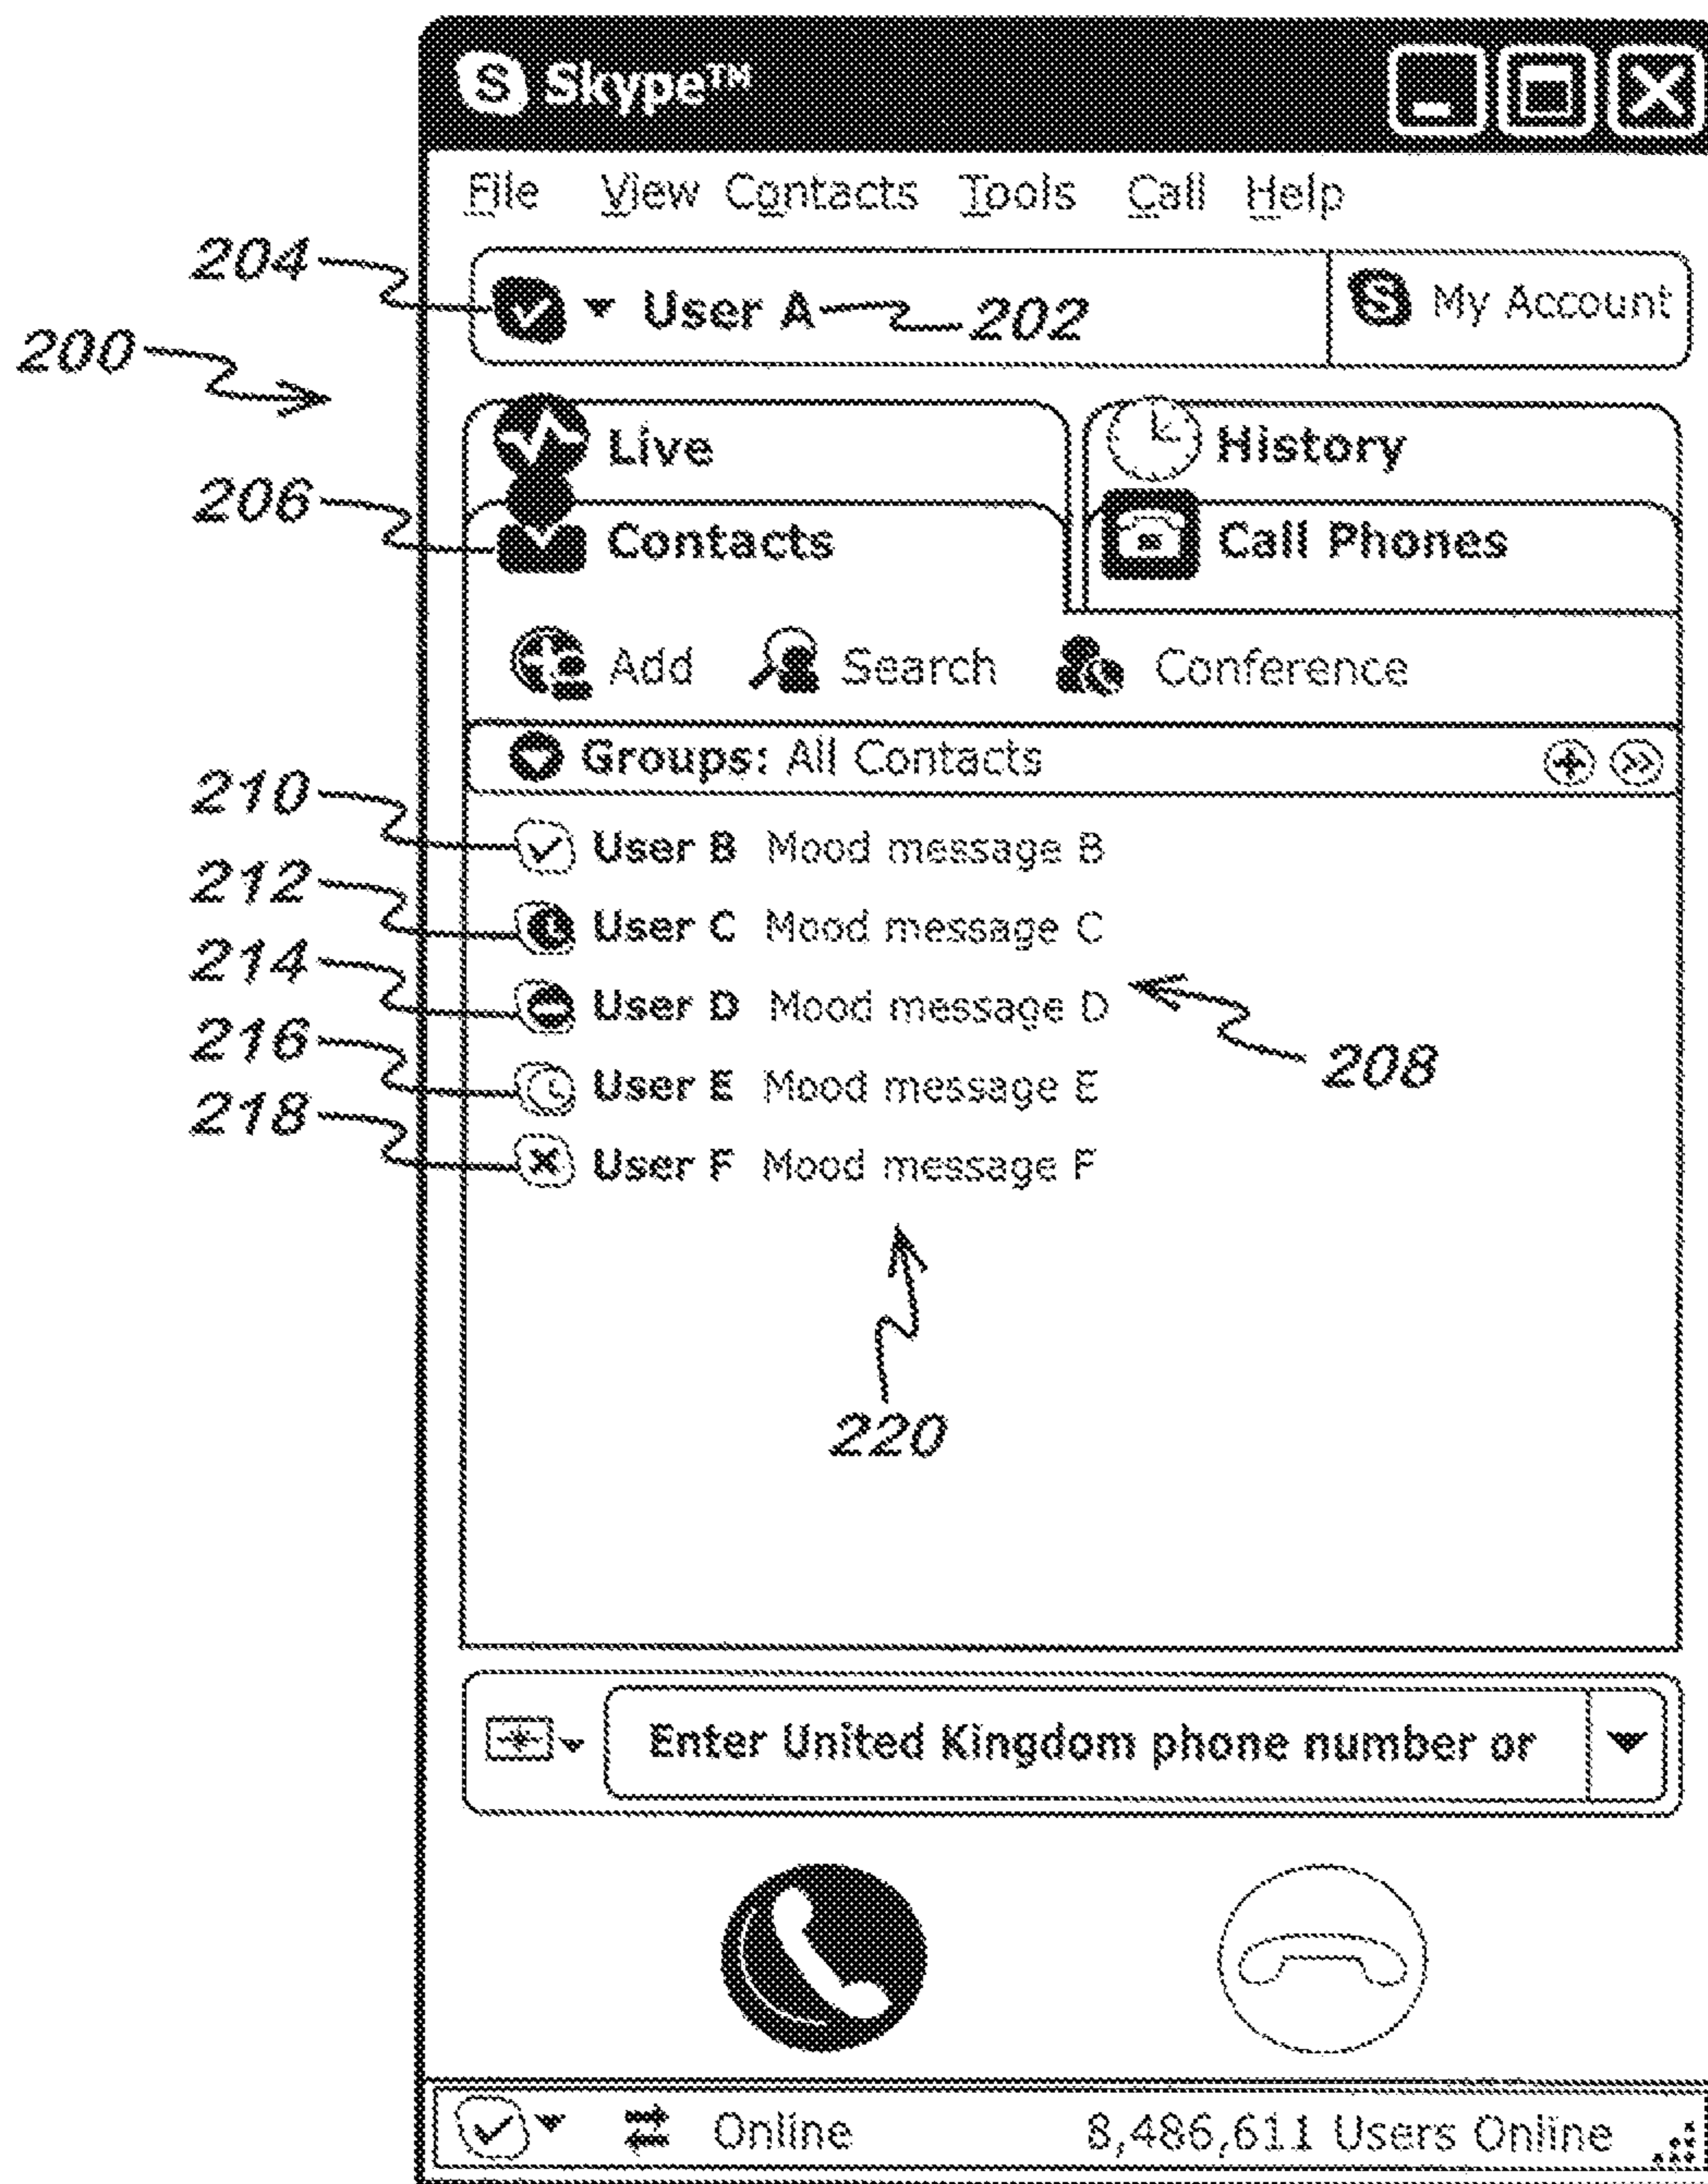 Skype™
File View Contacts Tools Call Help
204
User A 202 My Account
200
Live History
206
Contacts Call Phones
Add Search Conference
Groups: All Contacts
210
User B Mood message B
212
User C Mood message C
214
User D Mood message D
216
208
User E Mood message E
218
User F Mood message F
220
Enter United Kingdom phone number or
Online 8,486,611 Users Online